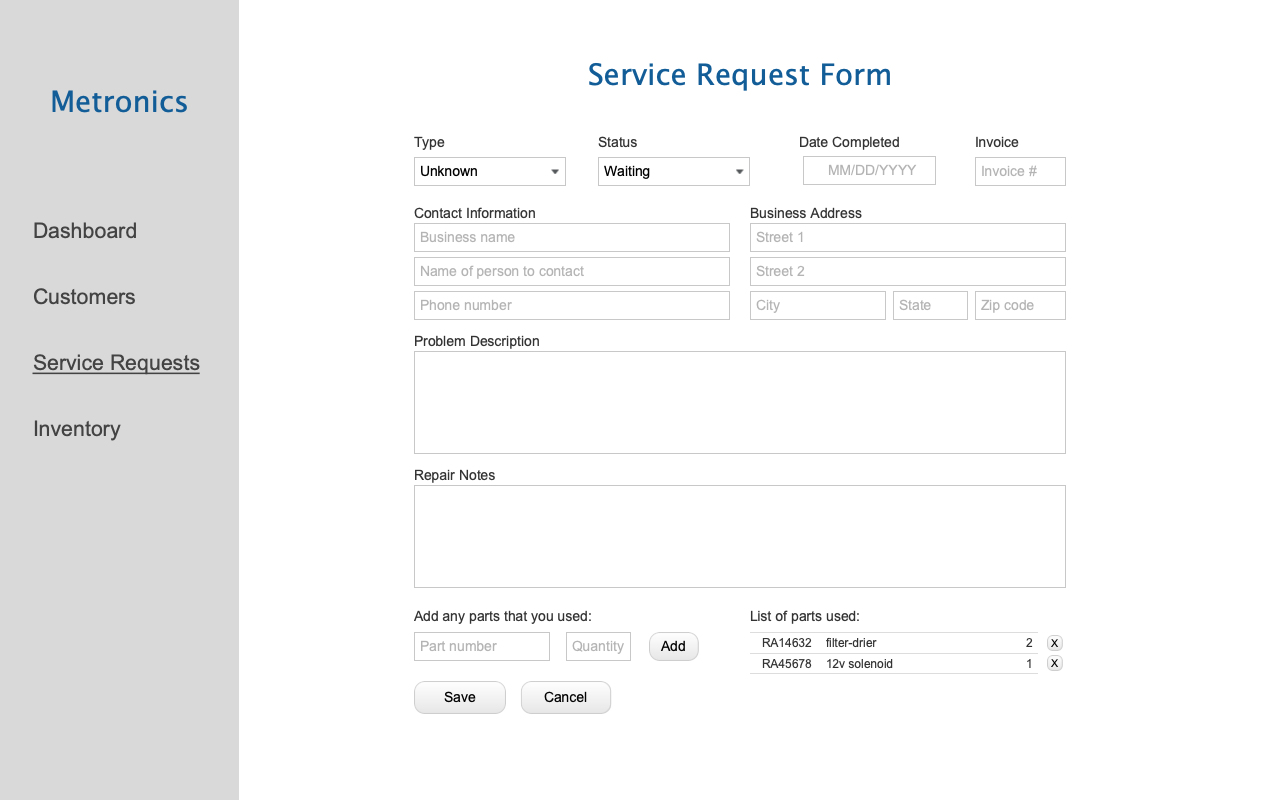 Metronics
Dashboard
Customers
Service Requests
Inventory
Service Request Form
Type Status Date Completed Invoice
Unknown Waiting MM/DD/YYYY Invoice #
Contact Information Business Address
Business name Street 1
Name of person to contact Street 2
Phone number City State Zip code
Problem Description
Repair Notes
Add any parts that you used: List of parts used:
Part number Quantity Add RA14632 filter-drier 2 X
RA45678 12v solenoid 1 X
Save Cancel